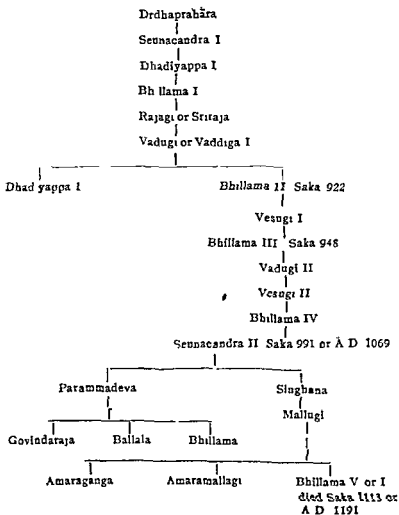 Drdhaprahāra
Seunacandra I
Dhadiyappa I
Bh llama I
Rajagi or Sriraja
Vadugi or Vaddiga I
Dhad yappa I Bhillama II Saka 922
Vesugi I
Bhillama III Saka 948
Vadugi II
Vesugi II
Bhillama IV
Seunacandra II Saka 991 or A D 1069
Parammadeva Singhana
Mallugi
Govindaraja Ballala Bhillama
Amaraganga Amaramallagi Bhillama V or I
died Saka 1113 or
A D 1191